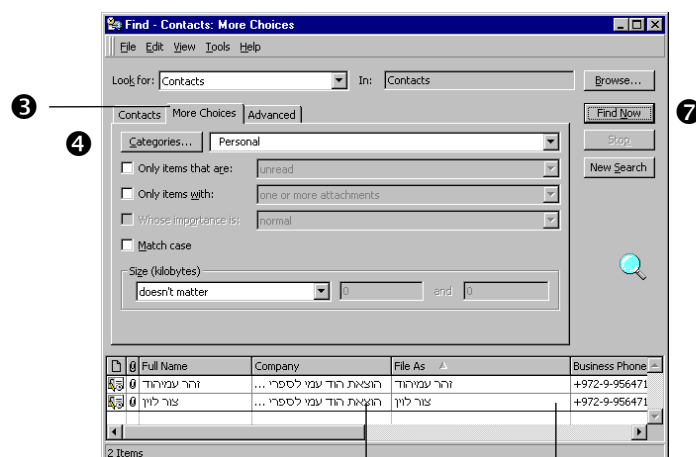 Find - Contacts: More Choices
File Edit View Tools Help
Look for: Contacts In: Contacts Browse...
❸ Contacts More Choices Advanced Find Now ❼
❹ Categories... Personal Stop
Only items that are: unread New Search
Only items with: one or more attachments
Whose importance is: normal
Match case
Size (kilobytes)
doesn't matter 0 and 0
Full Name Company File As Business Phone
זהר עמיהוד הוצאת הוד עמי לספרי ... זהר עמיהוד +972-9-956471
צור לוין הוצאת הוד עמי לספרי ... צור לוין +972-9-956471
2 Items